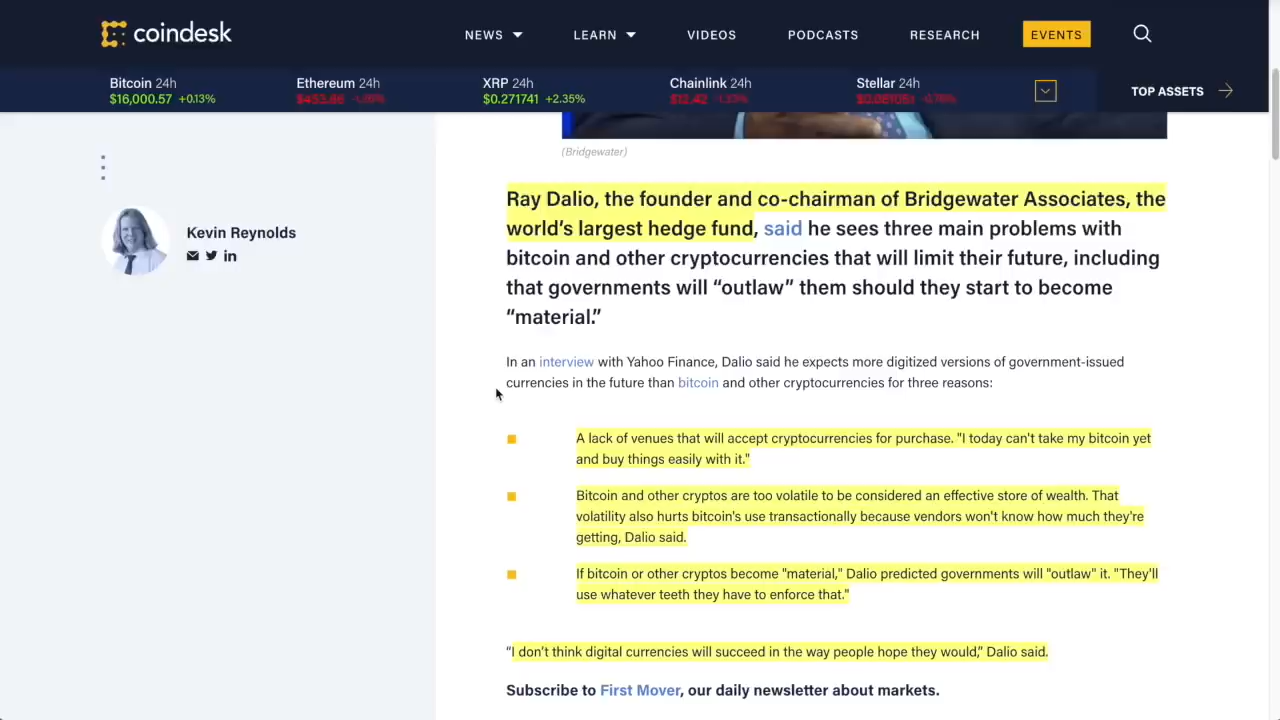 coindesk
NEWS LEARN VIDEOS PODCASTS RESEARCH EVENTS
Bitcoin 24h Ethereum 24h XRP 24h Chainlink 24h Stellar 24h
$16,000.57 +0.13% $0.271741 +2.35% $12.42
TOP ASSETS
(Bridgewater)
Kevin Reynolds
Ray Dalio, the founder and co-chairman of Bridgewater Associates, the
world's largest hedge fund, said he sees three main problems with
bitcoin and other cryptocurrencies that will limit their future, including
that governments will “outlaw” them should they start to become
“material.”
In an interview with Yahoo Finance, Dalio said he expects more digitized versions of government-issued
currencies in the future than bitcoin and other cryptocurrencies for three reasons:
A lack of venues that will accept cryptocurrencies for purchase. "I today can't take my bitcoin yet
and buy things easily with it."
Bitcoin and other cryptos are too volatile to be considered an effective store of wealth. That
volatility also hurts bitcoin's use transactionally because vendors won't know how much they're
getting, Dalio said.
If bitcoin or other cryptos become "material," Dalio predicted governments will "outlaw" it. "They'll
use whatever teeth they have to enforce that."
“I don't think digital currencies will succeed in the way people hope they would,” Dalio said.
Subscribe to First Mover, our daily newsletter about markets.